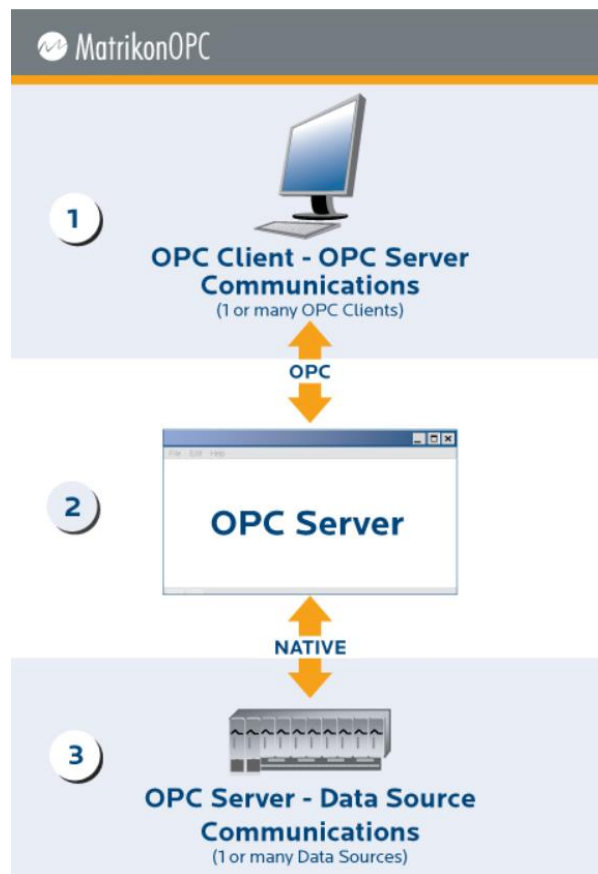 MatrikonOPC
1
OPC Client - OPC Server
Communications
(1 or many OPC Clients)
OPC
File Edit Help
2
OPC Server
NATIVE
3
OPC Server - Data Source
Communications
(1 or many Data Sources)